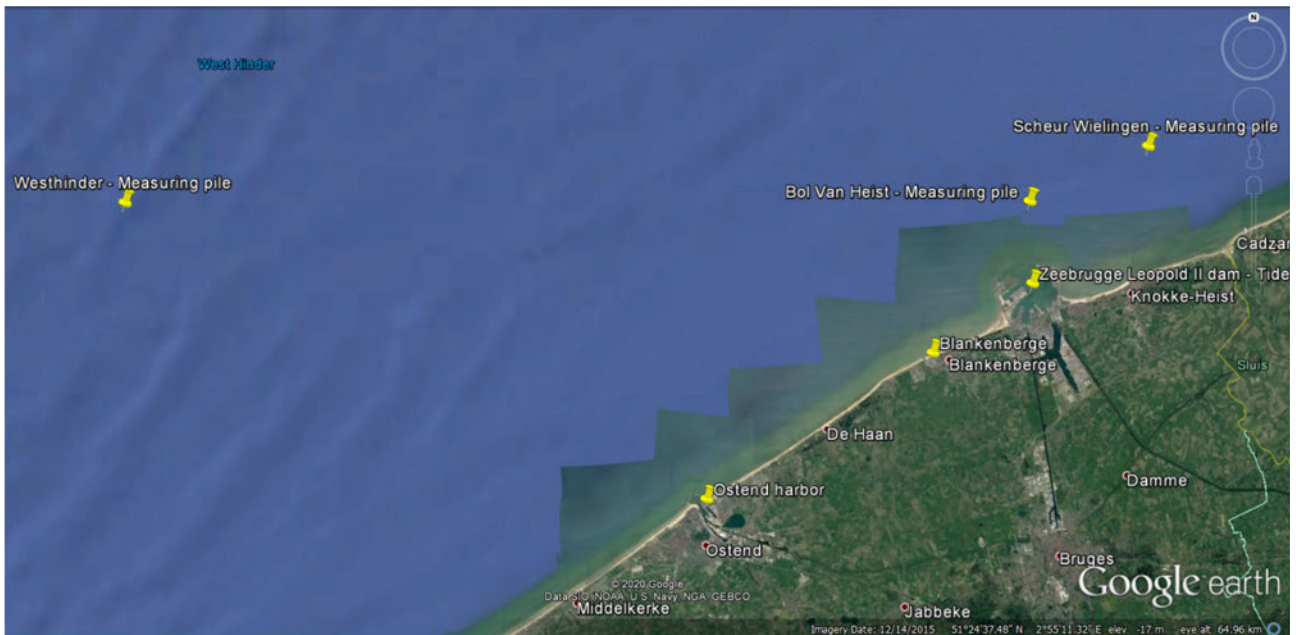 N
West Hinder
Scheur Wielingen - Measuring pile
Westhinder - Measuring pile
Bol Van Heist - Measuring pile
Cadzan
Zeebrugge Leopold II dam - Tide
Knokke-Heist
Blankenberge
Blankenberge
Sluis
De Haan
Damme
Ostend harbor
Ostend
Bruges
© 2020 Google
Data SIO, NOAA, U.S. Navy, NGA, GEBCO
Google earth
Middelkerke
Jabbeke
Imagery Date: 12/14/2015 51°24'37.48" N 2°55'11.32" E elev -17 m eye alt 64.96 km